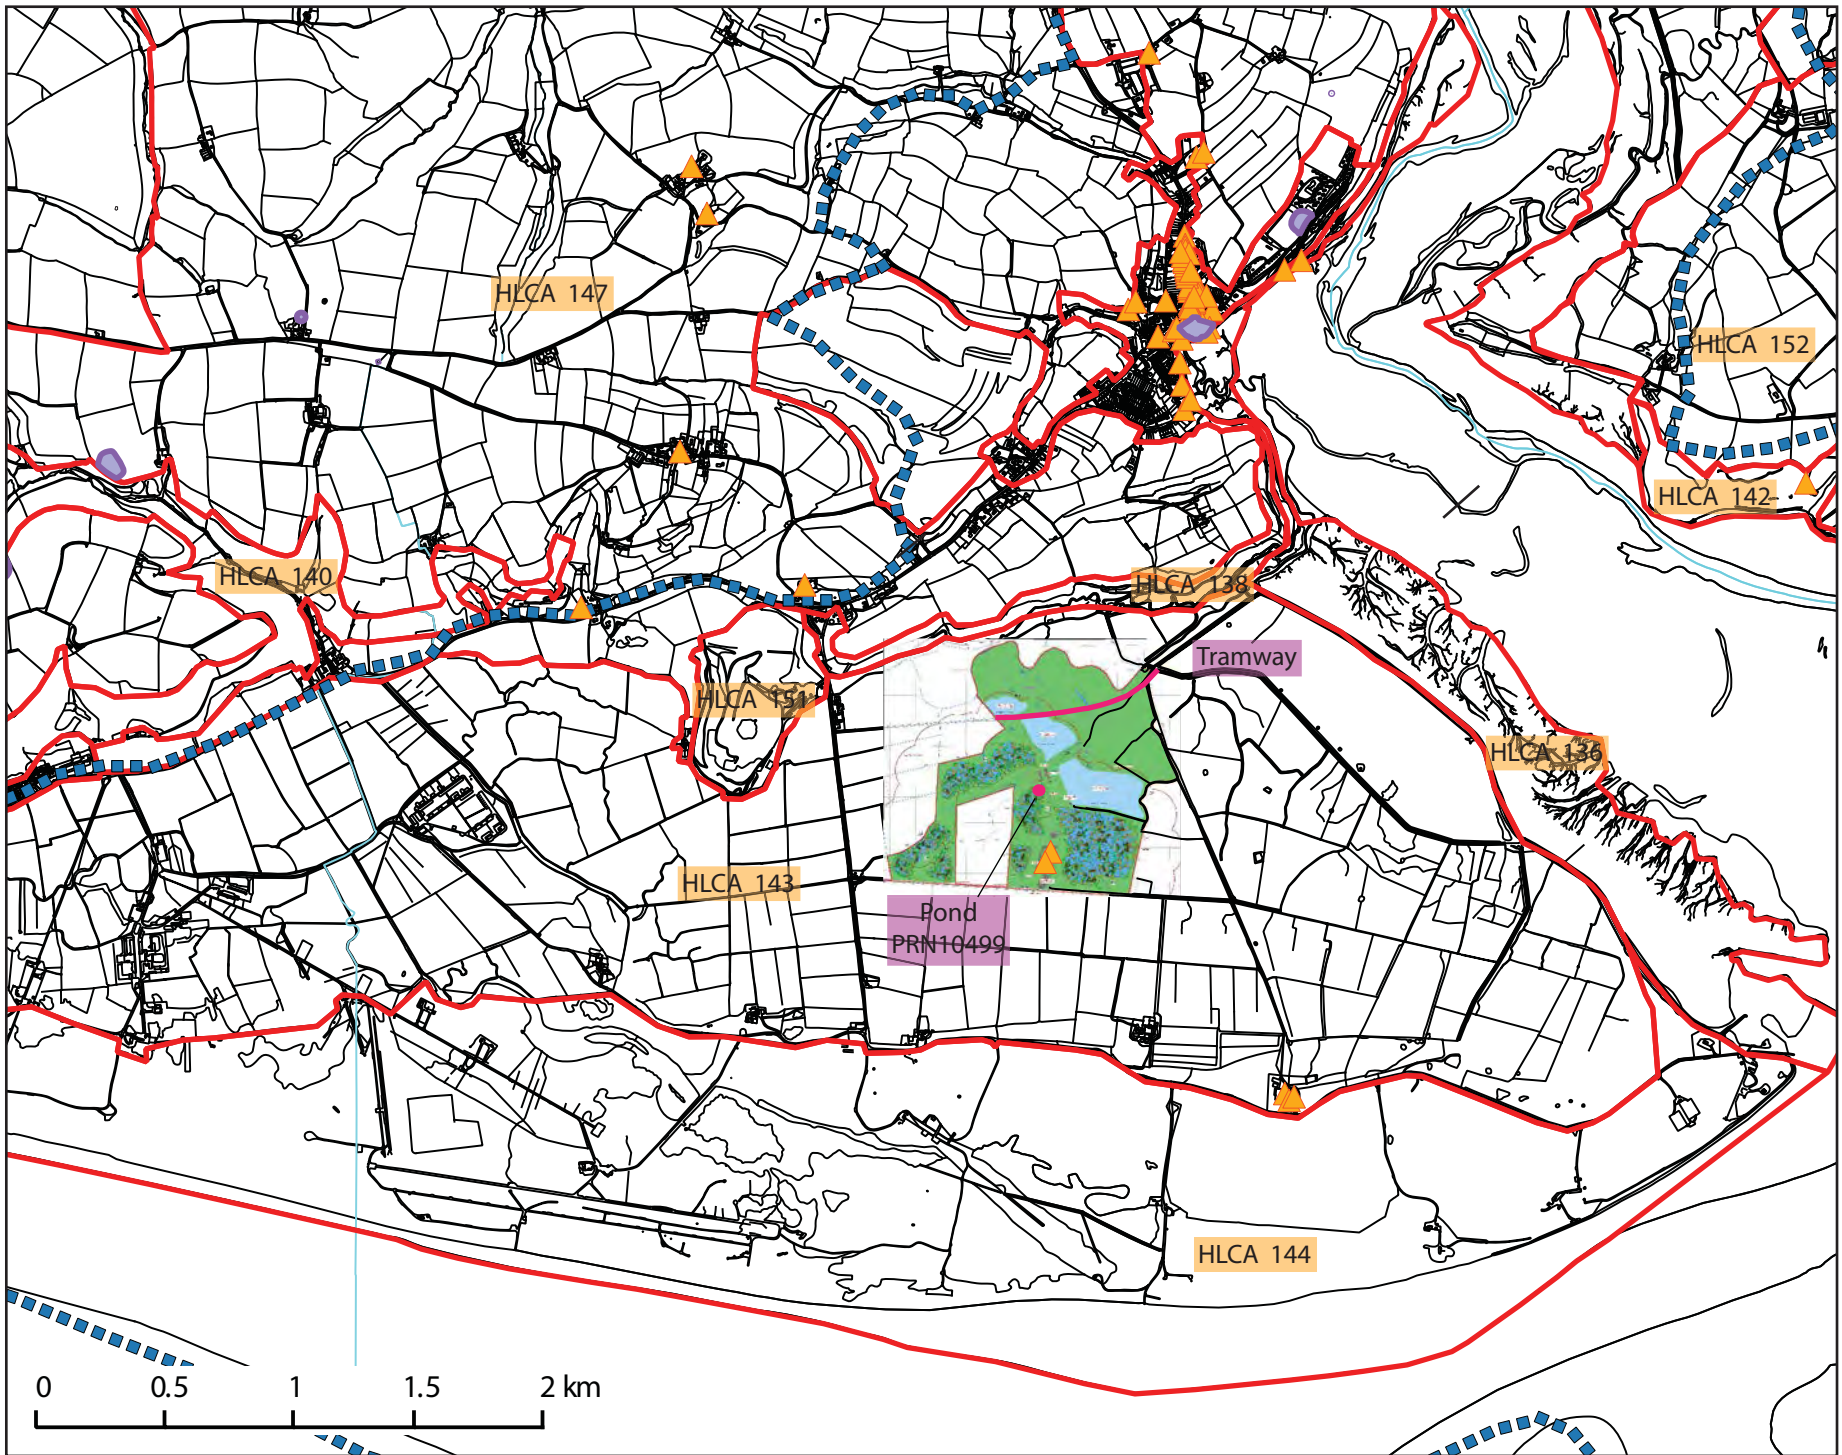 HLCA 147
HLCA 152
HLCA 142
HLCA 140
HLCA 138
Tramway
HLCA 151
HLCA 136
HLCA 143
Pond
PRN10499
HLCA 144
0 0.5 1 1.5 2 km